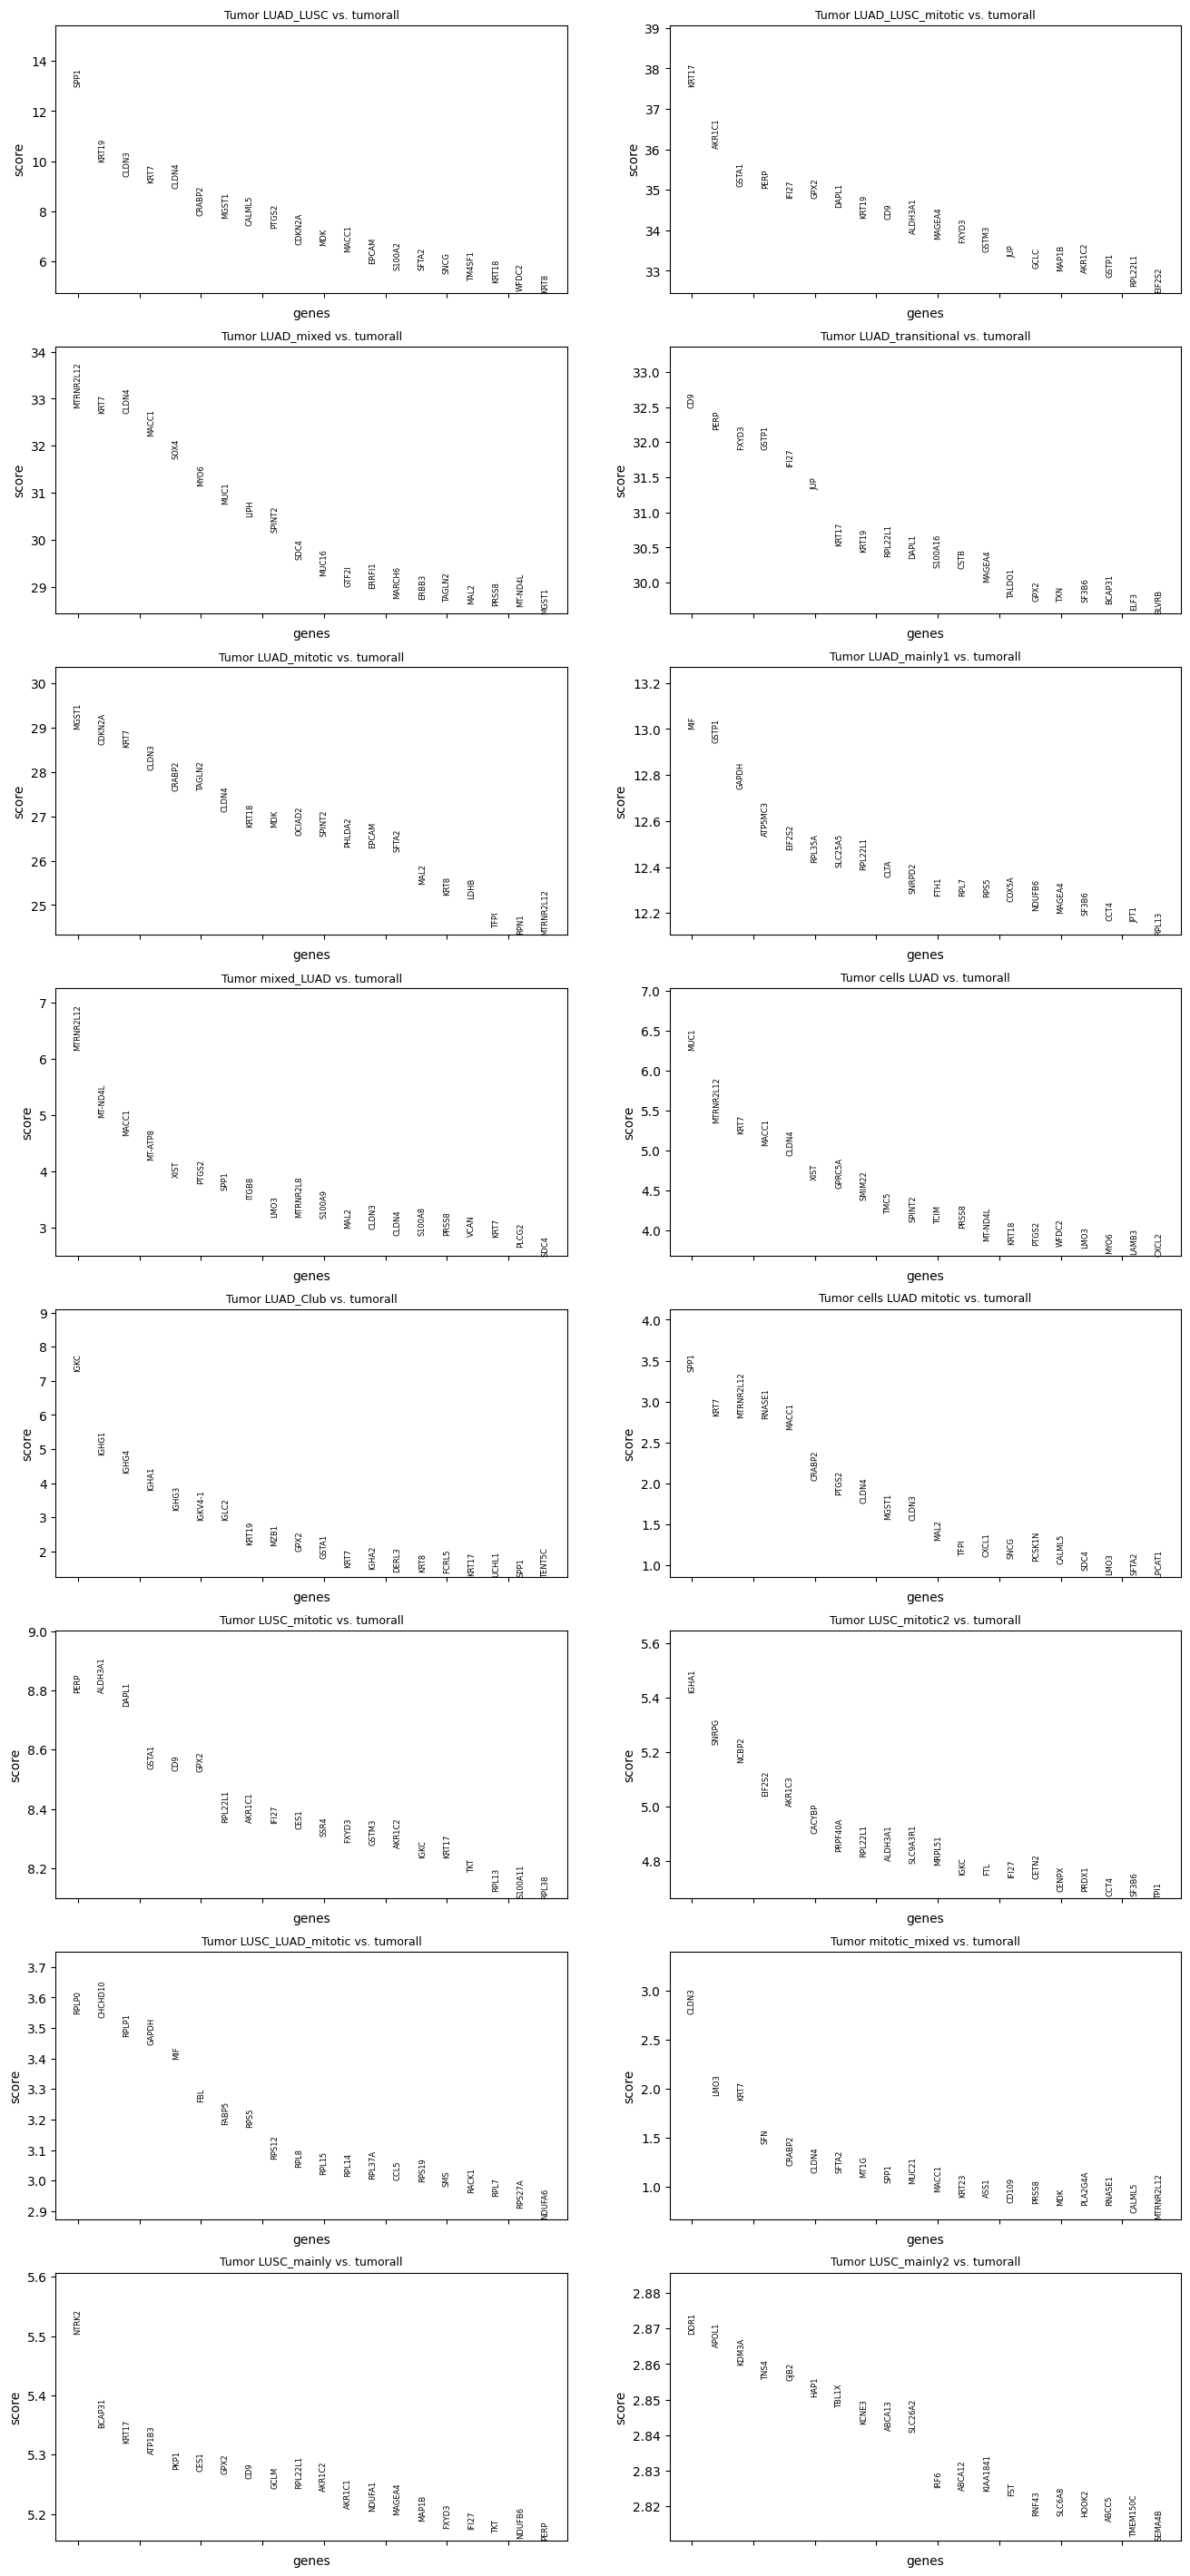 Tumor LUAD_LUSC vs. tumorall
score
14
12
10
8
6
SPP1
KRT19
CLDN3
KRT7
CLDN4
CRABP2
MGST1
CALML5
PTGS2
CDKN2A
MDK
MACC1
EPCAM
S100A2
SFTA2
SNCG
TM4SF1
KRT18
WFDC2
KRT8
genes
Tumor LUAD_LUSC_mitotic vs. tumorall
score
39
38
37
36
35
34
33
KRT17
AKR1C1
GSTA1
PERP
IFI27
GPX2
DAPL1
KRT19
CD9
ALDH3A1
MAGEA4
FXYD3
GSTM3
JUP
GCLC
MAP1B
AKR1C2
GSTP1
RPL22L1
EIF2S2
genes
Tumor LUAD_mixed vs. tumorall
score
34
33
32
31
30
29
MTRNR2L12
KRT7
CLDN4
MACC1
SOX4
MYO6
MUC1
LIPH
SPINT2
SDC4
MUC16
GTF2I
ERRFI1
MARCH6
ERBB3
TAGLN2
MAL2
PRSS8
MT-ND4L
MGST1
genes
Tumor LUAD_transitional vs. tumorall
score
33.0
32.5
32.0
31.5
31.0
30.5
30.0
CD9
PERP
FXYD3
GSTP1
IFI27
JUP
KRT17
KRT19
RPL22L1
DAPL1
S100A16
CSTB
MAGEA4
TALDO1
GPX2
TXN
SF3B6
BCAP31
ELF3
BLVRB
genes
Tumor LUAD_mitotic vs. tumorall
score
30
29
28
27
26
25
MGST1
CDKN2A
KRT7
CLDN3
CRABP2
TAGLN2
CLDN4
KRT18
MDK
OCIAD2
SPINT2
PHLDA2
EPCAM
SFTA2
MAL2
KRT8
LDHB
TFPI
RPN1
MTRNR2L12
genes
Tumor LUAD_mainly1 vs. tumorall
score
13.2
13.0
12.8
12.6
12.4
12.2
MIF
GSTP1
GAPDH
ATP5MC3
EIF2S2
RPL35A
SLC25A5
RPL22L1
CLTA
SNRPD2
FTH1
RPL7
RPS5
COX5A
NDUFB6
MAGEA4
SF3B6
CCT4
JPT1
RPL13
genes
Tumor mixed_LUAD vs. tumorall
score
7
6
5
4
3
MTRNR2L12
MT-ND4L
MACC1
MT-ATP8
XIST
PTGS2
SPP1
ITGB8
LMO3
MTRNR2L8
S100A9
MAL2
CLDN3
CLDN4
S100A8
PRSS8
VCAN
KRT7
PLCG2
SDC4
genes
Tumor cells LUAD vs. tumorall
score
7.0
6.5
6.0
5.5
5.0
4.5
4.0
MUC1
MTRNR2L12
KRT7
MACC1
CLDN4
XIST
GPRC5A
SMIM22
TMC5
SPINT2
TCIM
PRSS8
MT-ND4L
KRT18
PTGS2
WFDC2
LMO3
MYO6
LAMB3
CXCL2
genes
Tumor LUAD_Club vs. tumorall
score
9
8
7
6
5
4
3
2
IGKC
IGHG1
IGHG4
IGHA1
IGHG3
IGKV4-1
IGLC2
KRT19
MZB1
GPX2
GSTA1
KRT7
IGHA2
DERL3
KRT8
FCRL5
KRT17
UCHL1
SPP1
TENT5C
genes
Tumor cells LUAD mitotic vs. tumorall
score
4.0
3.5
3.0
2.5
2.0
1.5
1.0
SPP1
KRT7
MTRNR2L12
RNASE1
MACC1
CRABP2
PTGS2
CLDN4
MGST1
CLDN3
MAL2
TFPI
CXCL1
SNCG
PCSK1N
CALML5
SDC4
LMO3
SFTA2
LPCAT1
genes
Tumor LUSC_mitotic vs. tumorall
score
9.0
8.8
8.6
8.4
8.2
PERP
ALDH3A1
DAPL1
GSTA1
CD9
GPX2
RPL22L1
AKR1C1
IFI27
CES1
SSR4
FXYD3
GSTM3
AKR1C2
IGKC
KRT17
TKT
RPL13
S100A11
RPL38
genes
Tumor LUSC_mitotic2 vs. tumorall
score
5.6
5.4
5.2
5.0
4.8
IGHA1
SNRPG
NCBP2
EIF2S2
AKR1C3
CACYBP
PRPF40A
RPL22L1
ALDH3A1
SLC9A3R1
MRPL51
IGKC
FTL
IFI27
CETN2
CENPX
PRDX1
CCT4
SF3B6
TPI1
genes
Tumor LUSC_LUAD_mitotic vs. tumorall
score
3.7
3.6
3.5
3.4
3.3
3.2
3.1
3.0
2.9
RPLP0
CHCHD10
RPLP1
GAPDH
MIF
FBL
FABP5
RPS5
RPS12
RPL8
RPL15
RPL14
RPL37A
CCL5
RPS19
SMS
RACK1
RPL7
RPS27A
NDUFA6
genes
Tumor mitotic_mixed vs. tumorall
score
3.0
2.5
2.0
1.5
1.0
CLDN3
LMO3
KRT7
SFN
CRABP2
CLDN4
SFTA2
MT1G
SPP1
MUC21
MACC1
KRT23
ASS1
CD109
PRSS8
MDK
PLA2G4A
RNASE1
CALML5
MTRNR2L12
genes
Tumor LUSC_mainly vs. tumorall
score
5.6
5.5
5.4
5.3
5.2
NTRK2
BCAP31
KRT17
ATP1B3
PKP1
CES1
GPX2
CD9
GCLM
RPL22L1
AKR1C2
AKR1C1
NDUFA1
MAGEA4
MAP1B
FXYD3
IFI27
TKT
NDUFB6
PERP
genes
Tumor LUSC_mainly2 vs. tumorall
score
2.88
2.87
2.86
2.85
2.84
2.83
2.82
DDR1
APOL1
KDM3A
TNS4
GJB2
HAP1
TBL1X
KCNE3
ABCA13
SLC26A2
IRF6
ABCA12
KIAA1841
FST
RNF43
SLC6A8
HOOK2
ABCC5
TMEM150C
SEMA4B
genes